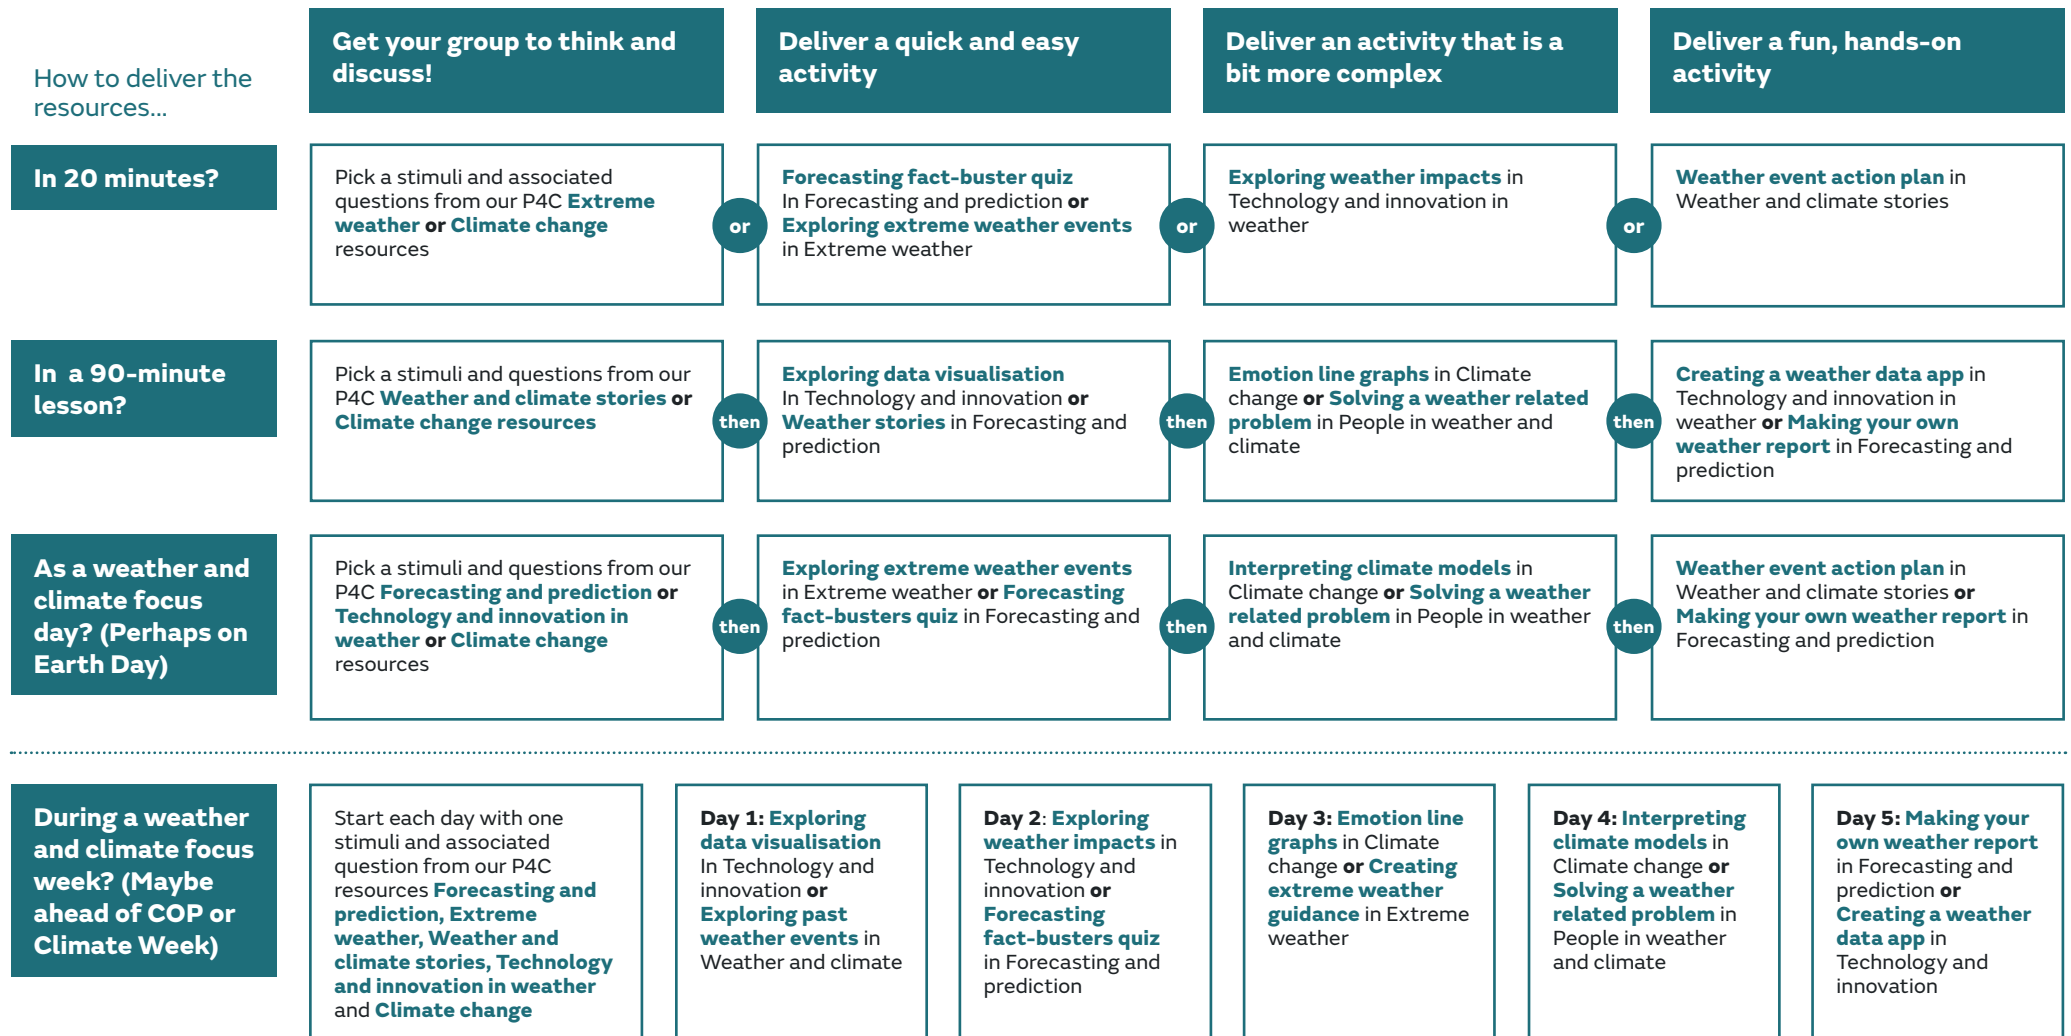 How to deliver the
resources...
Get your group to think and
discuss!
Deliver a quick and easy
activity
Deliver an activity that is a
bit more complex
Deliver a fun, hands-on
activity
In 20 minutes?
Pick a stimuli and associated
questions from our P4C Extreme
weather or Climate change
resources
or
Forecasting fact-buster quiz
In Forecasting and prediction or
Exploring extreme weather events
in Extreme weather
or
Exploring weather impacts in
Technology and innovation in
weather
or
Weather event action plan in
Weather and climate stories
In  a 90-minute
lesson?
Pick a stimuli and questions from our
P4C Weather and climate stories or
Climate change resources
then
Exploring data visualisation
In Technology and innovation or
Weather stories in Forecasting and
prediction
then
Emotion line graphs in Climate
change or Solving a weather related
problem in People in weather and
climate
then
Creating a weather data app in
Technology and innovation in
weather or Making your own
weather report in Forecasting and
prediction
As a weather and
climate focus
day? (Perhaps on
Earth Day)
Pick a stimuli and questions from our
P4C Forecasting and prediction or
Technology and innovation in
weather or Climate change
resources
then
Exploring extreme weather events
in Extreme weather or Forecasting
fact-busters quiz in Forecasting and
prediction
then
Interpreting climate models in
Climate change or Solving a weather
related problem in People in weather
and climate
then
Weather event action plan in
Weather and climate stories or
Making your own weather report in
Forecasting and prediction
During a weather
and climate focus
week? (Maybe
ahead of COP or
Climate Week)
Start each day with one
stimuli and associated
question from our P4C
resources Forecasting and
prediction, Extreme
weather, Weather and
climate stories, Technology
and innovation in weather
and Climate change
Day 1: Exploring
data visualisation
In Technology and
innovation or
Exploring past
weather events in
Weather and climate
Day 2: Exploring
weather impacts in
Technology and
innovation or
Forecasting
fact-busters quiz
in Forecasting and
prediction
Day 3: Emotion line
graphs in Climate
change or Creating
extreme weather
guidance in Extreme
weather
Day 4: Interpreting
climate models in
Climate change or
Solving a weather
related problem in
People in weather
and climate
Day 5: Making your
own weather report
in Forecasting and
prediction or
Creating a weather
data app in
Technology and
innovation